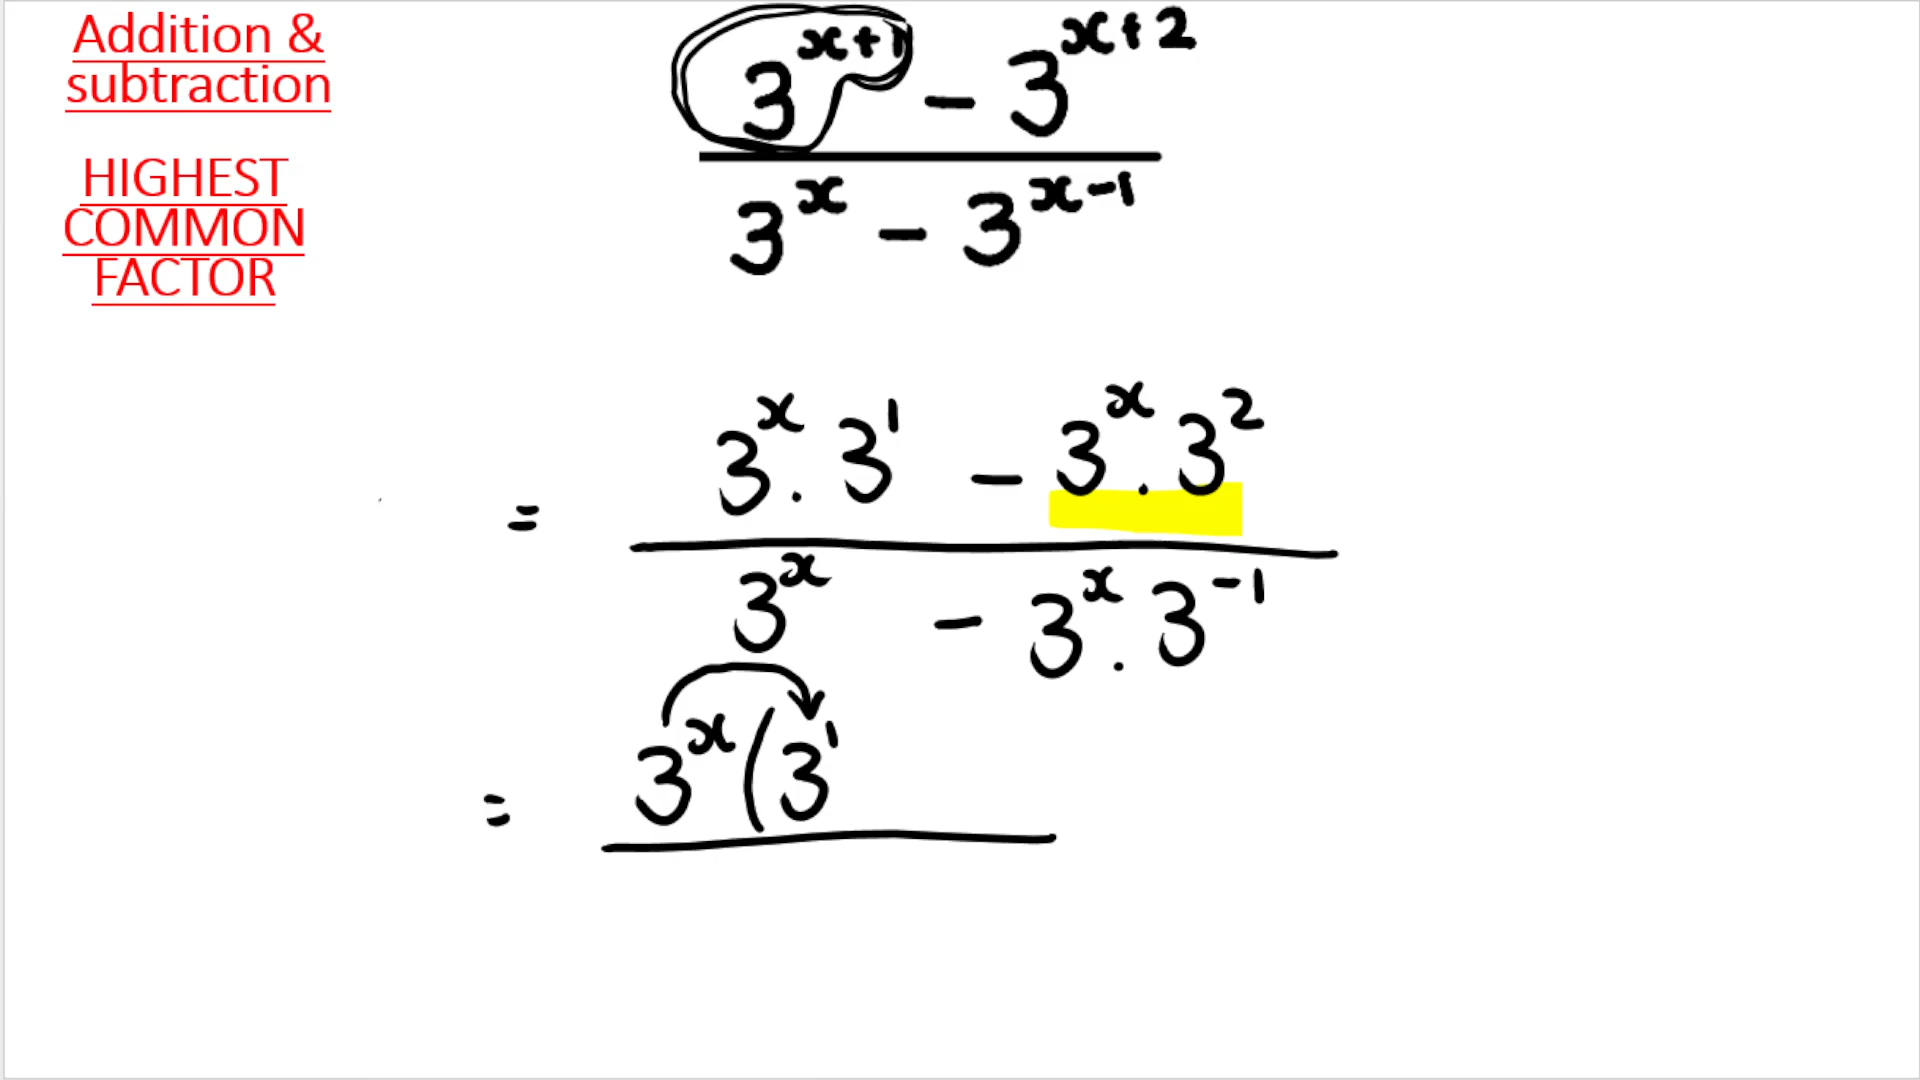 Addition &
subtraction
HIGHEST
COMMON
FACTOR
3^{x+1} - 3^{x+2}
3^{x} - 3^{x-1}
= 3^{x} . 3^{1} - 3^{x} . 3^{2}
3^{x} - 3^{x} . 3^{-1}
= 3^{x} ( 3^{1}